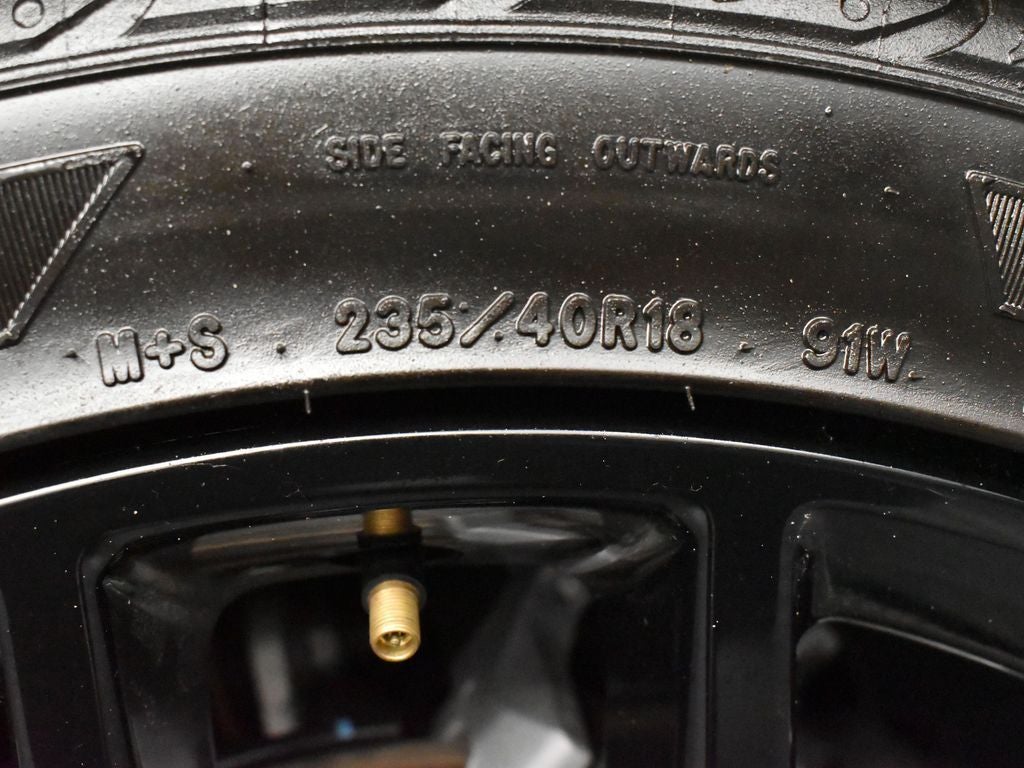 SIDE FACING OUTWARDS
M+S 235/40R18 91W